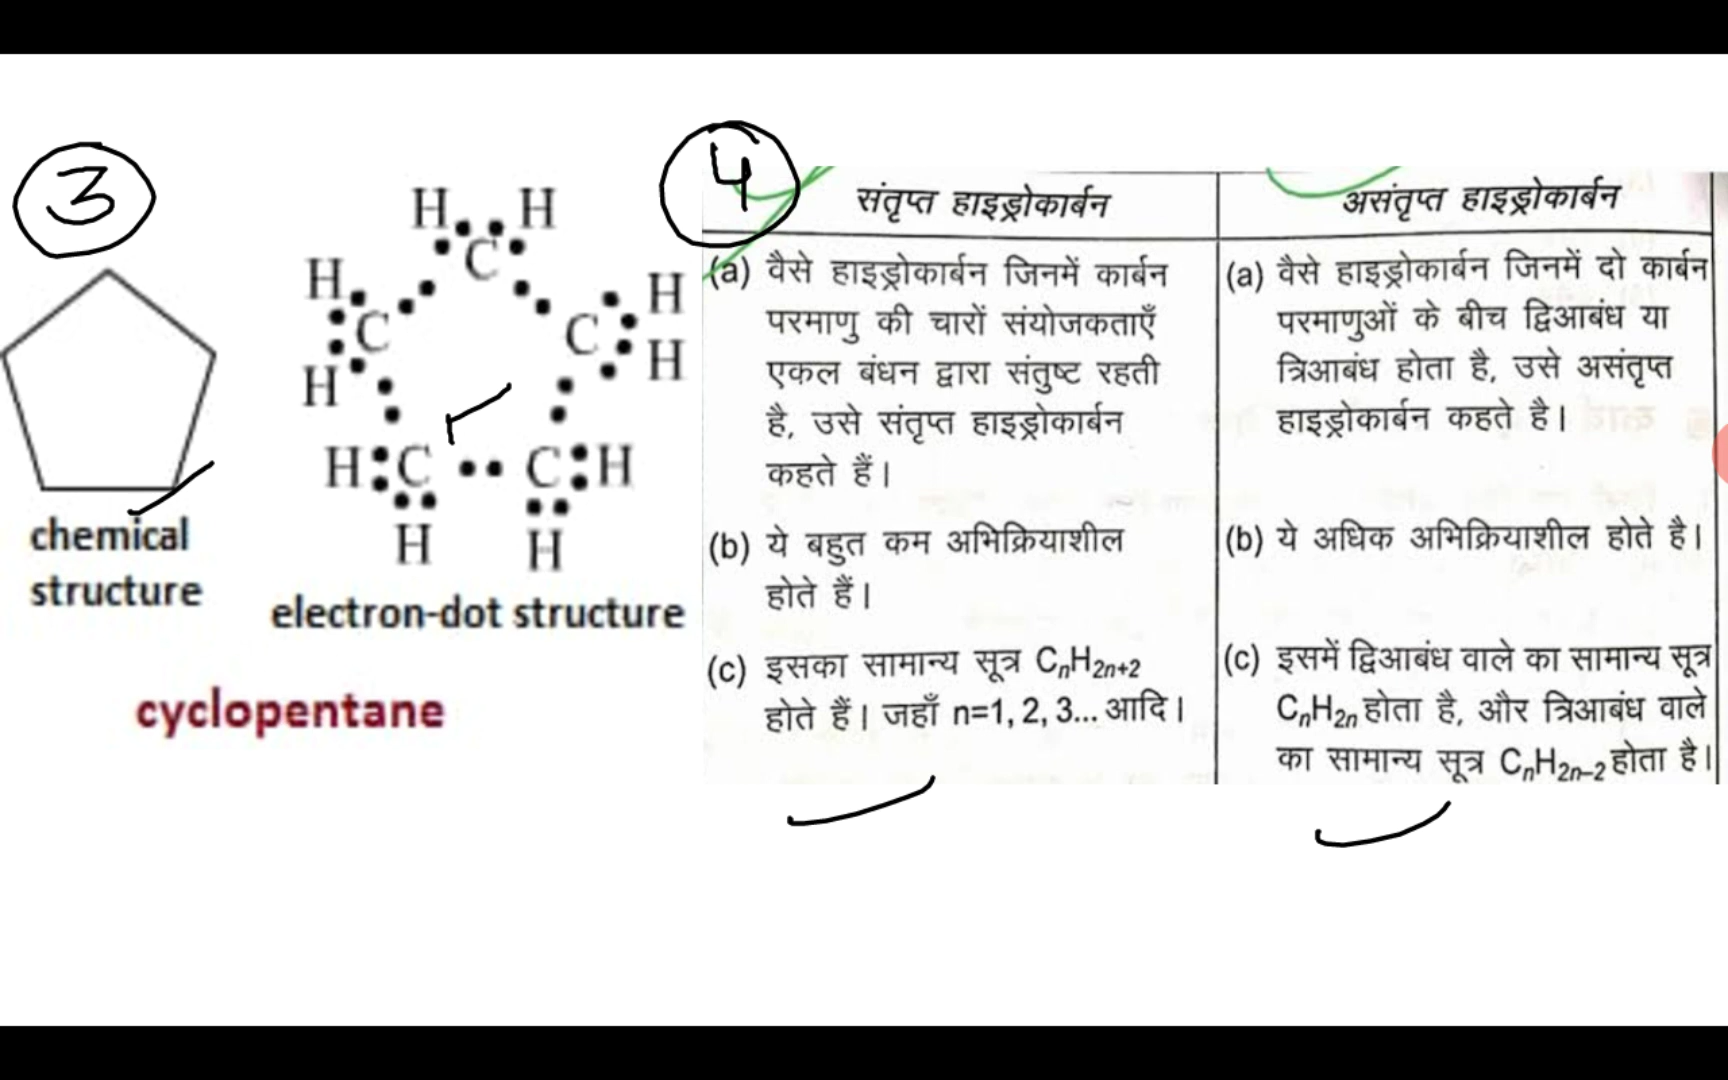 3
H H
C
H H
C C
H H
H C C H
H H
chemical
structure
electron-dot structure
cyclopentane
4
संतृप्त हाइड्रोकार्बन
(a) वैसे हाइड्रोकार्बन जिनमें कार्बन
परमाणु की चारों संयोजकताएँ
एकल बंधन द्वारा संतुष्ट रहती
है, उसे संतृप्त हाइड्रोकार्बन
कहते हैं।
(b) ये बहुत कम अभिक्रियाशील
होते हैं।
(c) इसका सामान्य सूत्र CnH2n+2
होते हैं। जहाँ n=1, 2, 3... आदि।
असंतृप्त हाइड्रोकार्बन
(a) वैसे हाइड्रोकार्बन जिनमें दो कार्बन
परमाणुओं के बीच द्विआबंध या
त्रिआबंध होता है, उसे असंतृप्त
हाइड्रोकार्बन कहते है।
(b) ये अधिक अभिक्रियाशील होते है।
(c) इसमें द्विआबंध वाले का सामान्य सूत्र
CnH2n होता है, और त्रिआबंध वाले
का सामान्य सूत्र CnH2n–2 होता है।